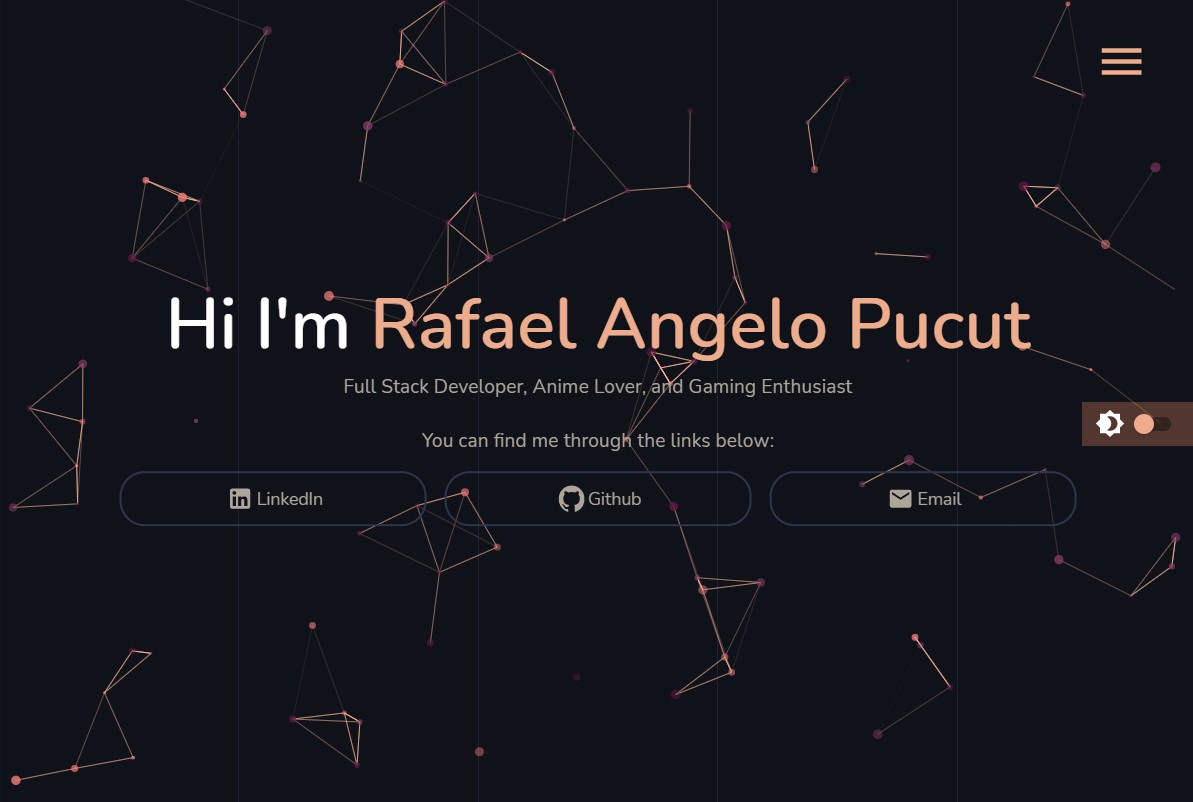 Hi I'm Rafael Angelo Pucut
Full Stack Developer, Anime Lover, and Gaming Enthusiast
You can find me through the links below:
LinkedIn
Github
Email